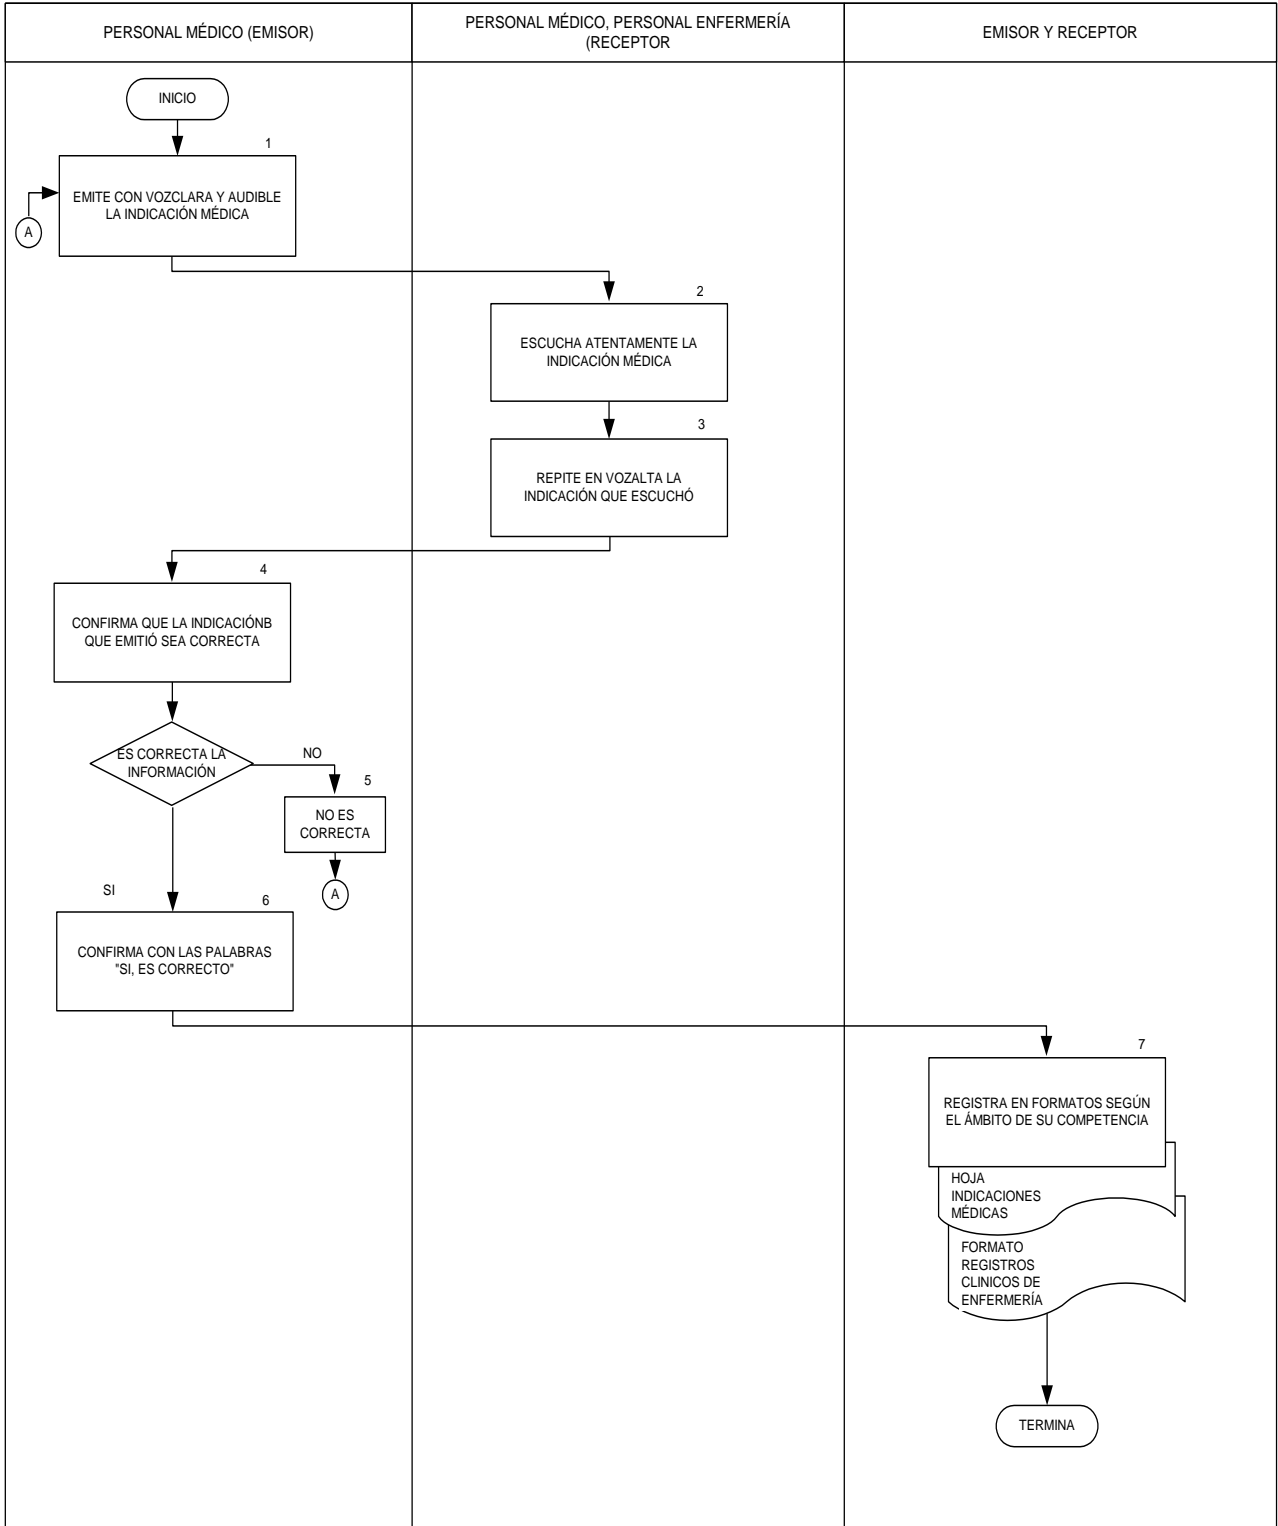 PERSONAL MÉDICO (EMISOR)
PERSONAL MÉDICO, PERSONAL ENFERMERÍA
(RECEPTOR
EMISOR Y RECEPTOR
INICIO
1
EMITE CON VOZCLARA Y AUDIBLE
LA INDICACIÓN MÉDICA
A
2
ESCUCHA ATENTAMENTE LA
INDICACIÓN MÉDICA
3
REPITE EN VOZALTA LA
INDICACIÓN QUE ESCUCHÓ
4
CONFIRMA QUE LA INDICACIÓNB
QUE EMITIÓ SEA CORRECTA
ES CORRECTA LA
INFORMACIÓN
NO
5
NO ES
CORRECTA
A
SI
6
CONFIRMA CON LAS PALABRAS
"SI, ES CORRECTO"
7
REGISTRA EN FORMATOS SEGÚN
EL ÁMBITO DE SU COMPETENCIA
HOJA
INDICACIONES
MÉDICAS
FORMATO
REGISTROS
CLINICOS DE
ENFERMERÍA
TERMINA